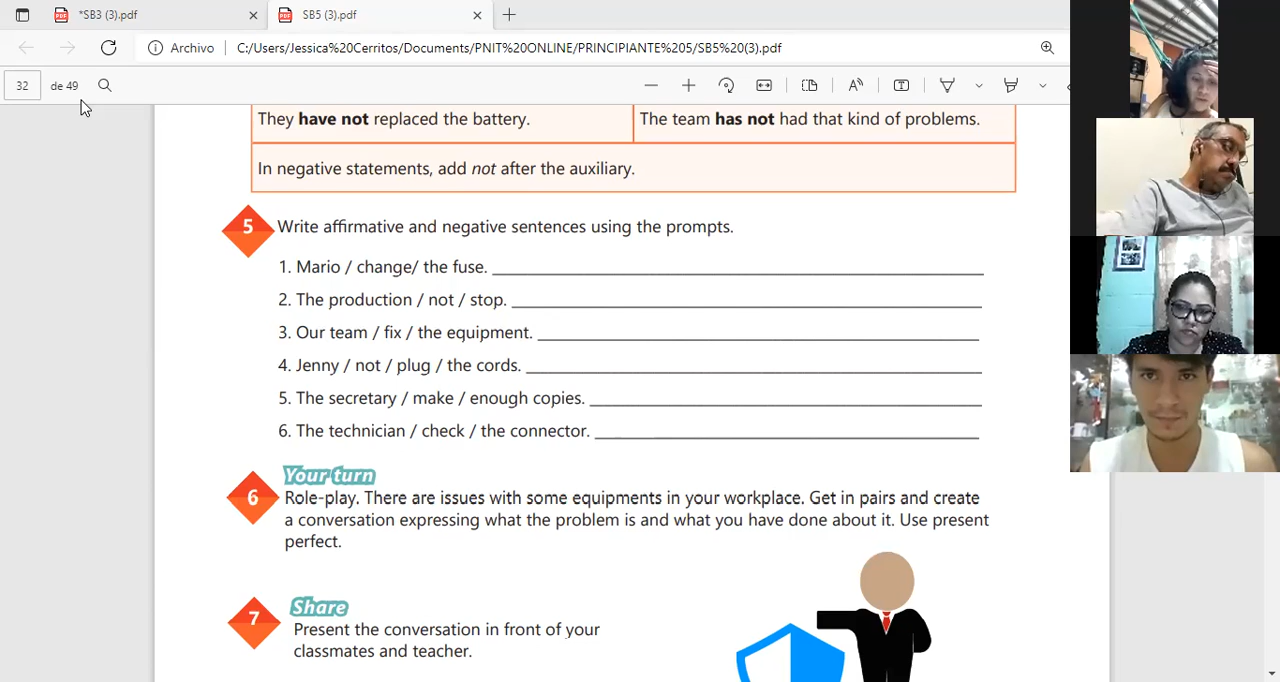 *SB3 (3).pdf
SB5 (3).pdf
Archivo
C:/Users/Jessica%20Cerritos/Documents/PNIT%20ONLINE/PRINCIPIANTE%205/SB5%20(3).pdf
32 de 49
They have not replaced the battery.
The team has not had that kind of problems.
In negative statements, add not after the auxiliary.
5 Write affirmative and negative sentences using the prompts.
1. Mario / change/ the fuse.
2. The production / not / stop.
3. Our team / fix / the equipment.
4. Jenny / not / plug / the cords.
5. The secretary / make / enough copies.
6. The technician / check / the connector.
Your turn
6 Role-play. There are issues with some equipments in your workplace. Get in pairs and create
a conversation expressing what the problem is and what you have done about it. Use present
perfect.
Share
7 Present the conversation in front of your
classmates and teacher.